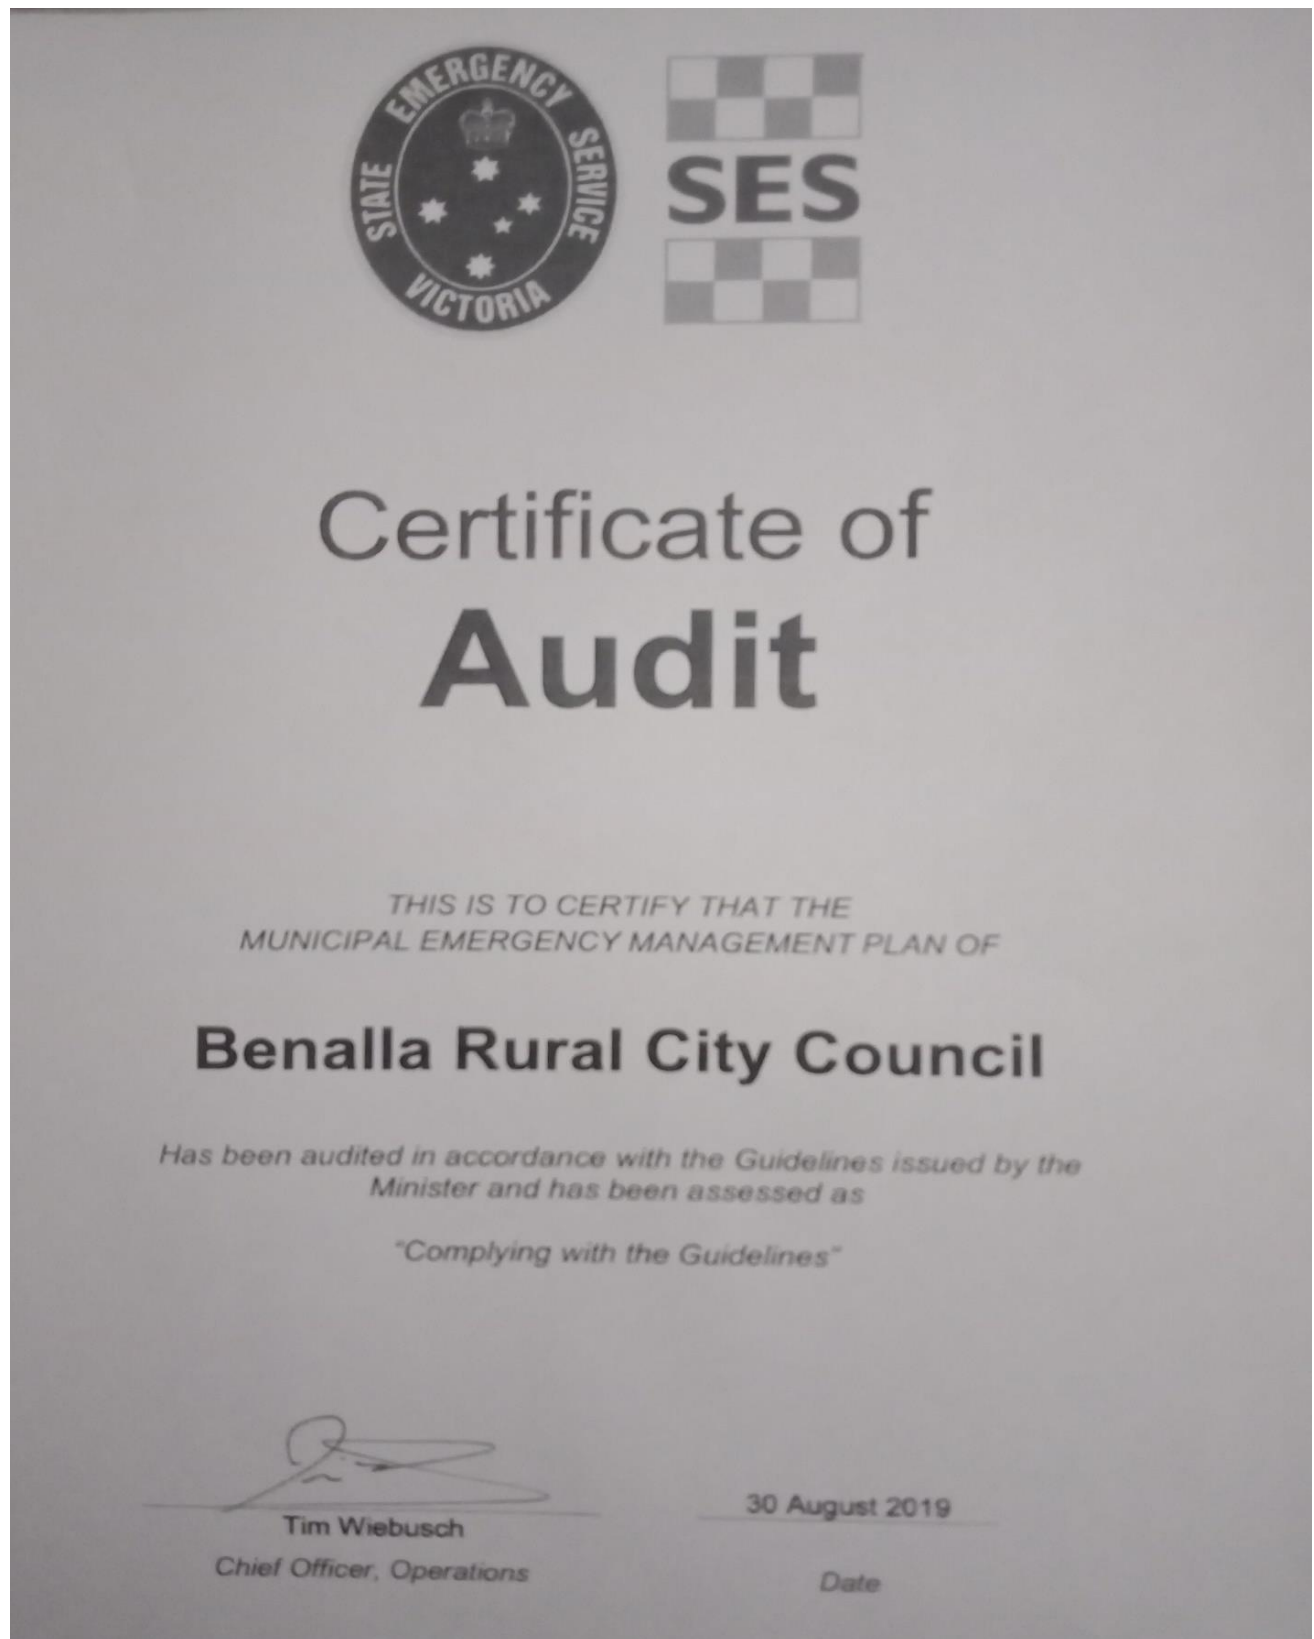 STATE EMERGENCY SERVICE
VICTORIA
SES
Certificate of
Audit
THIS IS TO CERTIFY THAT THE
MUNICIPAL EMERGENCY MANAGEMENT PLAN OF
Benalla Rural City Council
Has been audited in accordance with the Guidelines issued by the
Minister and has been assessed as
"Complying with the Guidelines"
30 August 2019
Tim Wiebusch
Chief Officer, Operations
Date